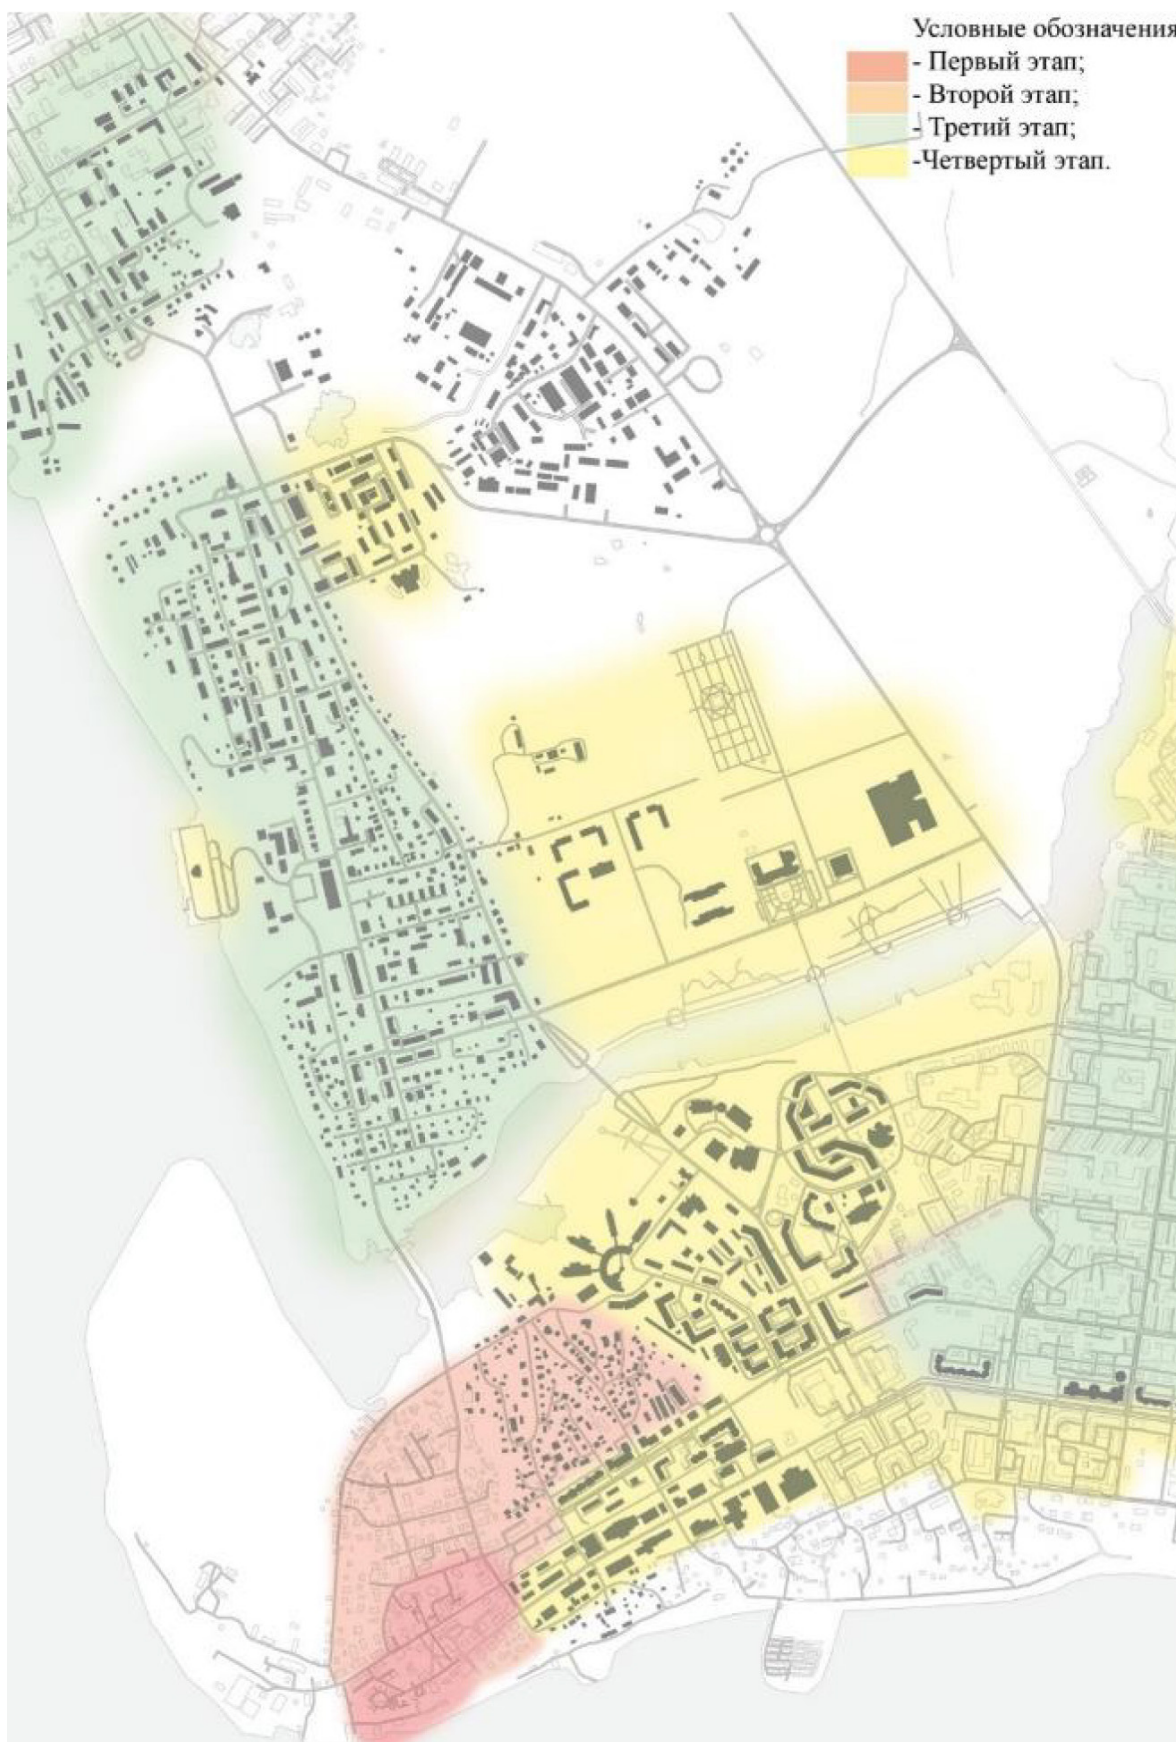 Условные обозначения
- Первый этап;
- Второй этап;
- Третий этап;
-Четвертый этап.